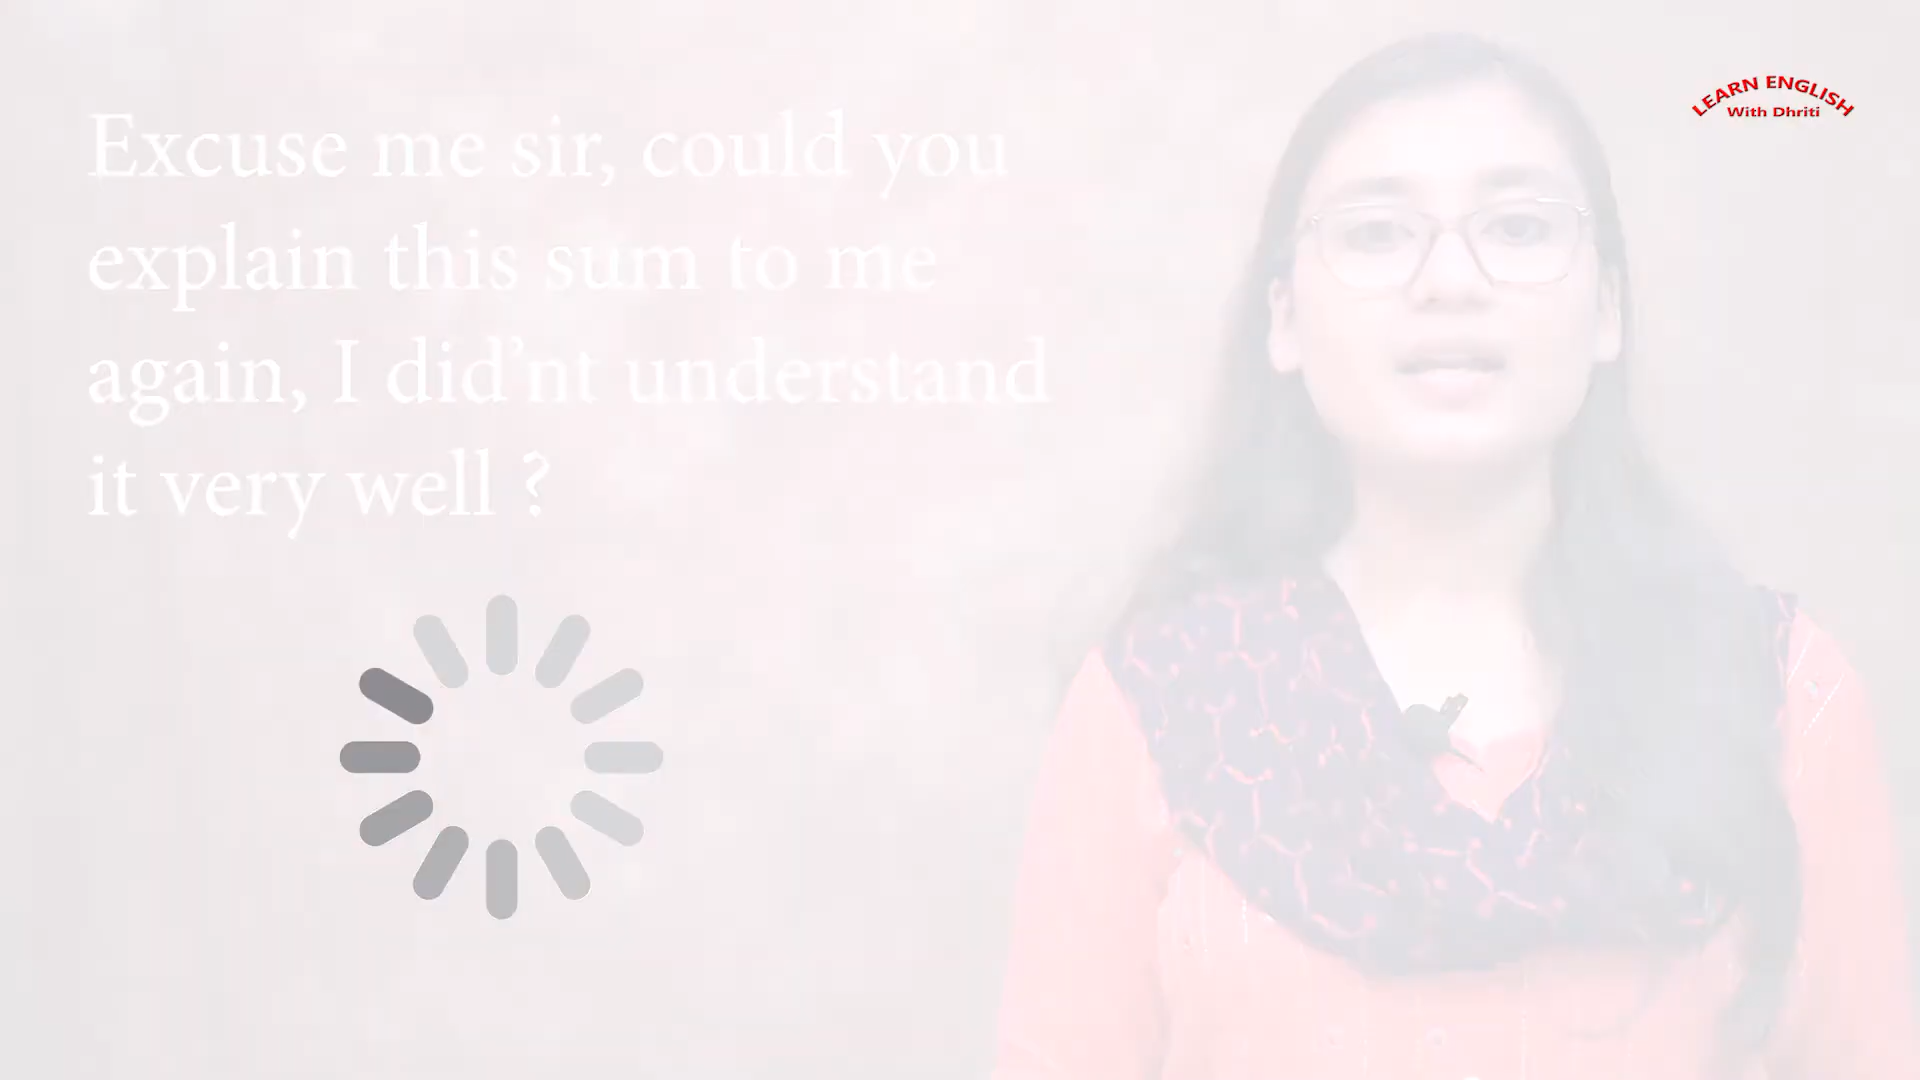 Excuse me sir, could you
explain this sum to me
again, I did'nt understand
it very well ?
LEARN ENGLISH
With Dhriti